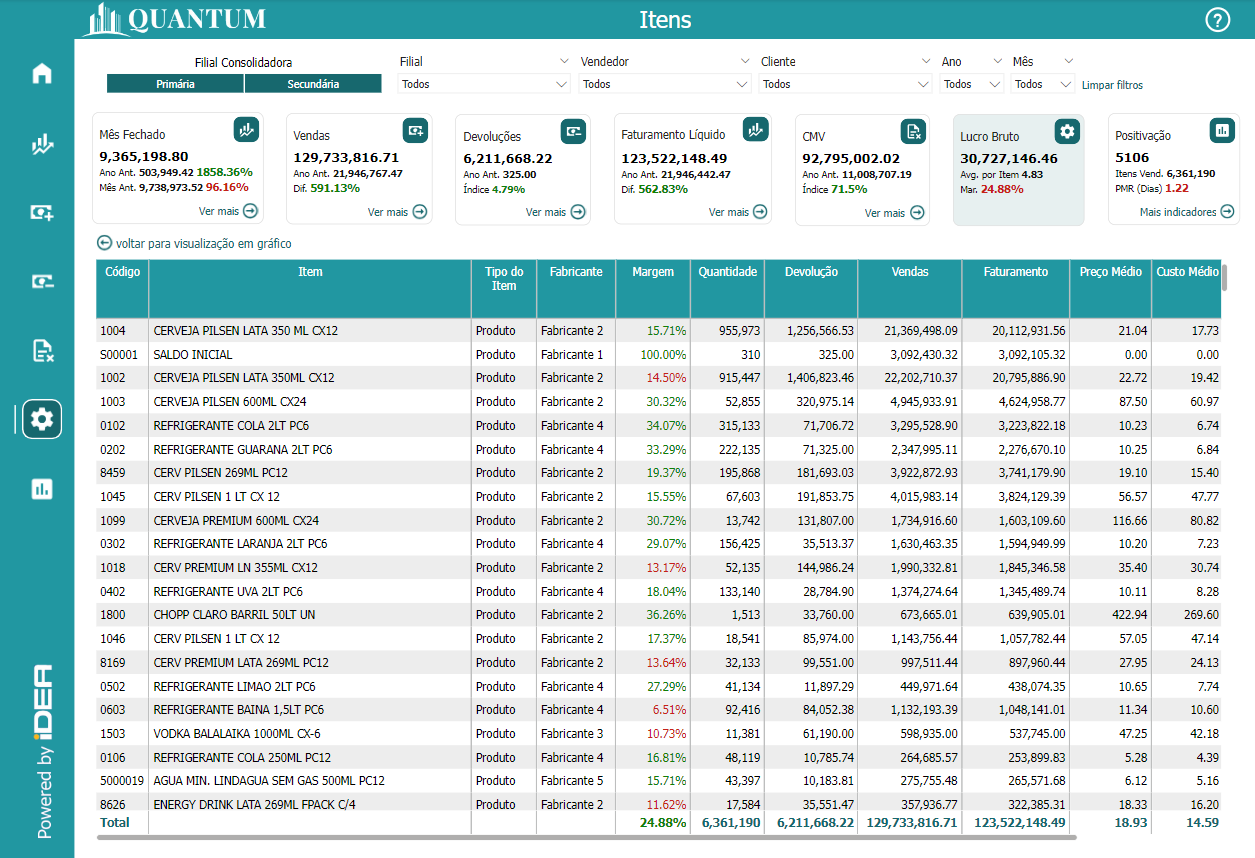 QUANTUM
Itens
?
Filial Consolidadora
Primária Secundária
Filial
Todos
Vendedor
Todos
Cliente
Todos
Ano
Todos
Mês
Todos
Limpar filtros
Mês Fechado
9,365,198.80
Ano Ant. 503,949.42 1858.36%
Mês Ant. 9,738,973.52 96.16%
Ver mais
Vendas
129,733,816.71
Ano Ant. 21,946,767.47
Dif. 591.13%
Ver mais
Devoluções
6,211,668.22
Ano Ant. 325.00
Índice 4.79%
Ver mais
Faturamento Líquido
123,522,148.49
Ano Ant. 21,946,442.47
Dif. 562.83%
Ver mais
CMV
92,795,002.02
Ano Ant. 11,008,707.19
Índice 71.5%
Ver mais
Lucro Bruto
30,727,146.46
Avg. por Item 4.83
Mar. 24.88%
Positivação
5106
Itens Vend. 6,361,190
PMR (Dias) 1.22
Mais indicadores
voltar para visualização em gráfico
Código Item Tipo do Item Fabricante Margem Quantidade Devolução Vendas Faturamento Preço Médio Custo Médio
1004 CERVEJA PILSEN LATA 350 ML CX12 Produto Fabricante 2 15.71% 955,973 1,256,566.53 21,369,498.09 20,112,931.56 21.04 17.73
S00001 SALDO INICIAL Produto Fabricante 1 100.00% 310 325.00 3,092,430.32 3,092,105.32 0.00 0.00
1002 CERVEJA PILSEN LATA 350ML CX12 Produto Fabricante 2 14.50% 915,447 1,406,823.46 22,202,710.37 20,795,886.90 22.72 19.42
1003 CERVEJA PILSEN 600ML CX24 Produto Fabricante 2 30.32% 52,855 320,975.14 4,945,933.91 4,624,958.77 87.50 60.97
0102 REFRIGERANTE COLA 2LT PC6 Produto Fabricante 4 34.07% 315,133 71,706.72 3,295,528.90 3,223,822.18 10.23 6.74
0202 REFRIGERANTE GUARANA 2LT PC6 Produto Fabricante 4 33.29% 222,135 71,325.00 2,347,995.11 2,276,670.10 10.25 6.84
8459 CERV PILSEN 269ML PC12 Produto Fabricante 2 19.37% 195,868 181,693.03 3,922,872.93 3,741,179.90 19.10 15.40
1045 CERV PILSEN 1 LT CX 12 Produto Fabricante 2 15.55% 67,603 191,853.75 4,015,983.14 3,824,129.39 56.57 47.77
1099 CERVEJA PREMIUM 600ML CX24 Produto Fabricante 2 30.72% 13,742 131,807.00 1,734,916.60 1,603,109.60 116.66 80.82
0302 REFRIGERANTE LARANJA 2LT PC6 Produto Fabricante 4 29.07% 156,425 35,513.37 1,630,463.35 1,594,949.99 10.20 7.23
1018 CERV PREMIUM LN 355ML CX12 Produto Fabricante 2 13.17% 52,135 144,986.24 1,990,332.81 1,845,346.58 35.40 30.74
0402 REFRIGERANTE UVA 2LT PC6 Produto Fabricante 4 18.04% 133,140 28,784.90 1,374,274.64 1,345,489.74 10.11 8.28
1800 CHOPP CLARO BARRIL 50LT UN Produto Fabricante 2 36.26% 1,513 33,760.00 673,665.01 639,905.01 422.94 269.60
1046 CERV PILSEN 1 LT CX 12 Produto Fabricante 2 17.37% 18,541 85,974.00 1,143,756.44 1,057,782.44 57.05 47.14
8169 CERV PREMIUM LATA 269ML PC12 Produto Fabricante 2 13.64% 32,133 99,551.00 997,511.44 897,960.44 27.95 24.13
0502 REFRIGERANTE LIMAO 2LT PC6 Produto Fabricante 4 27.29% 41,134 11,897.29 449,971.64 438,074.35 10.65 7.74
0603 REFRIGERANTE BAINA 1,5LT PC6 Produto Fabricante 4 6.51% 92,416 84,052.38 1,132,193.39 1,048,141.01 11.34 10.60
1503 VODKA BALALAIKA 1000ML CX-6 Produto Fabricante 3 10.73% 11,381 61,190.00 598,935.00 537,745.00 47.25 42.18
0106 REFRIGERANTE COLA 250ML PC12 Produto Fabricante 4 16.81% 48,119 10,785.74 264,685.57 253,899.83 5.28 4.39
5000019 AGUA MIN. LINDAGUA SEM GAS 500ML PC12 Produto Fabricante 5 15.71% 43,397 10,183.81 275,755.48 265,571.68 6.12 5.16
8626 ENERGY DRINK LATA 269ML FPACK C/4 Produto Fabricante 2 11.62% 17,584 35,551.47 357,936.77 322,385.31 18.33 16.20
Total 24.88% 6,361,190 6,211,668.22 129,733,816.71 123,522,148.49 18.93 14.59
Powered by iDEA